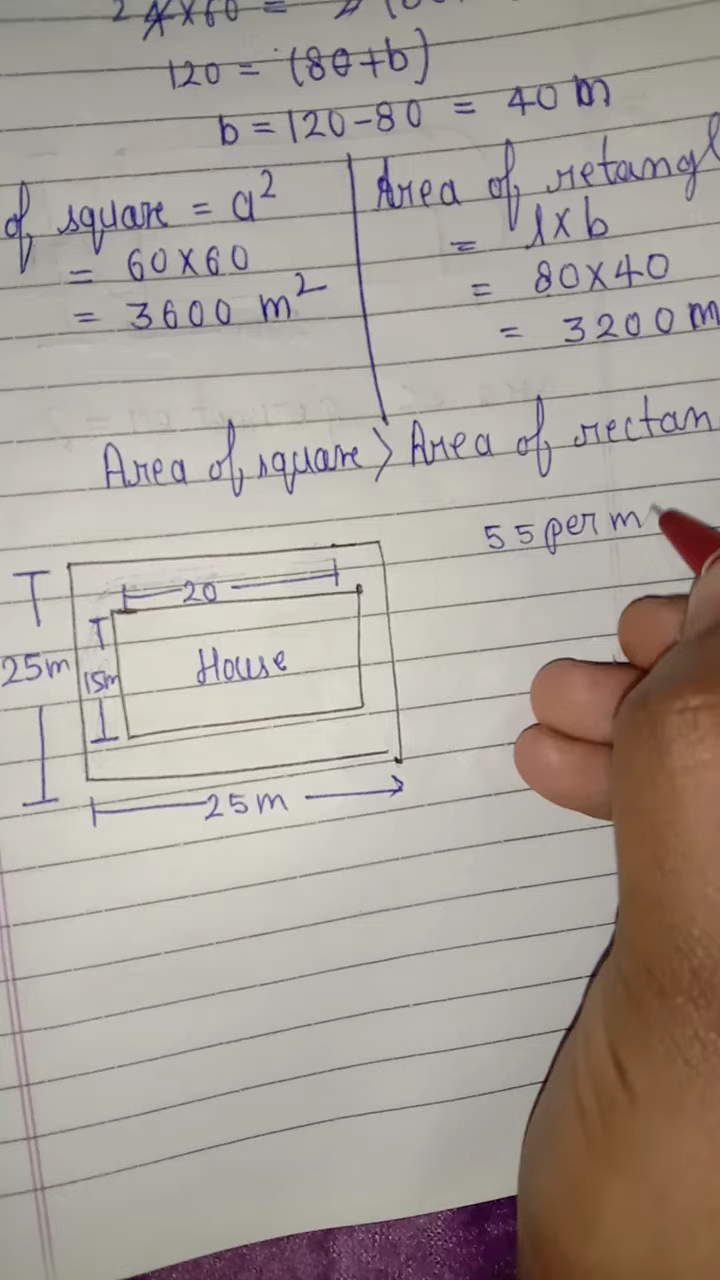 120 = (80+b)
b = 120-80 = 40 m
of square = a²
= 60×60
= 3600 m²
Area of retangl
= l×b
= 80×40
= 3200 m
Area of square > Area of rectan
55 per m
20
25m
15m
House
25m